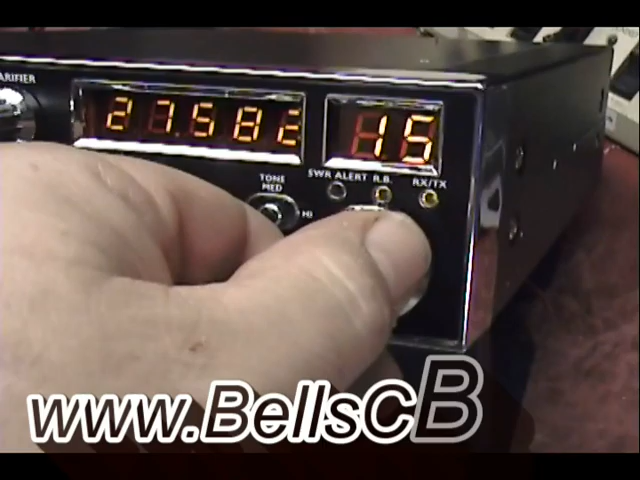 ARIFIER
27.582 15
TONE SWR ALERT R.B. RX/TX
MED
HI
www.BellsCB